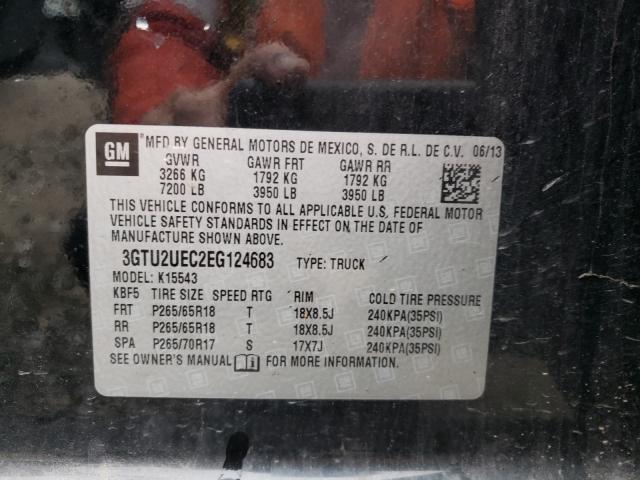 GM
MFD BY GENERAL MOTORS DE MEXICO, S. DE R.L. DE C.V. 06/13
GVWR GAWR FRT GAWR RR
3266 KG 1792 KG 1792 KG
7200 LB 3950 LB 3950 LB
THIS VEHICLE CONFORMS TO ALL APPLICABLE U.S. FEDERAL MOTOR
VEHICLE SAFETY STANDARDS IN EFFECT ON THE DATE OF
MANUFACTURE SHOWN ABOVE.
3GTU2UEC2EG124683 TYPE: TRUCK
MODEL: K15543
KBF5 TIRE SIZE SPEED RTG RIM COLD TIRE PRESSURE
FRT P265/65R18 T 18X8.5J 240KPA(35PSI)
RR P265/65R18 T 18X8.5J 240KPA(35PSI)
SPA P265/70R17 S 17X7J 240KPA(35PSI)
SEE OWNER'S MANUAL FOR MORE INFORMATION.